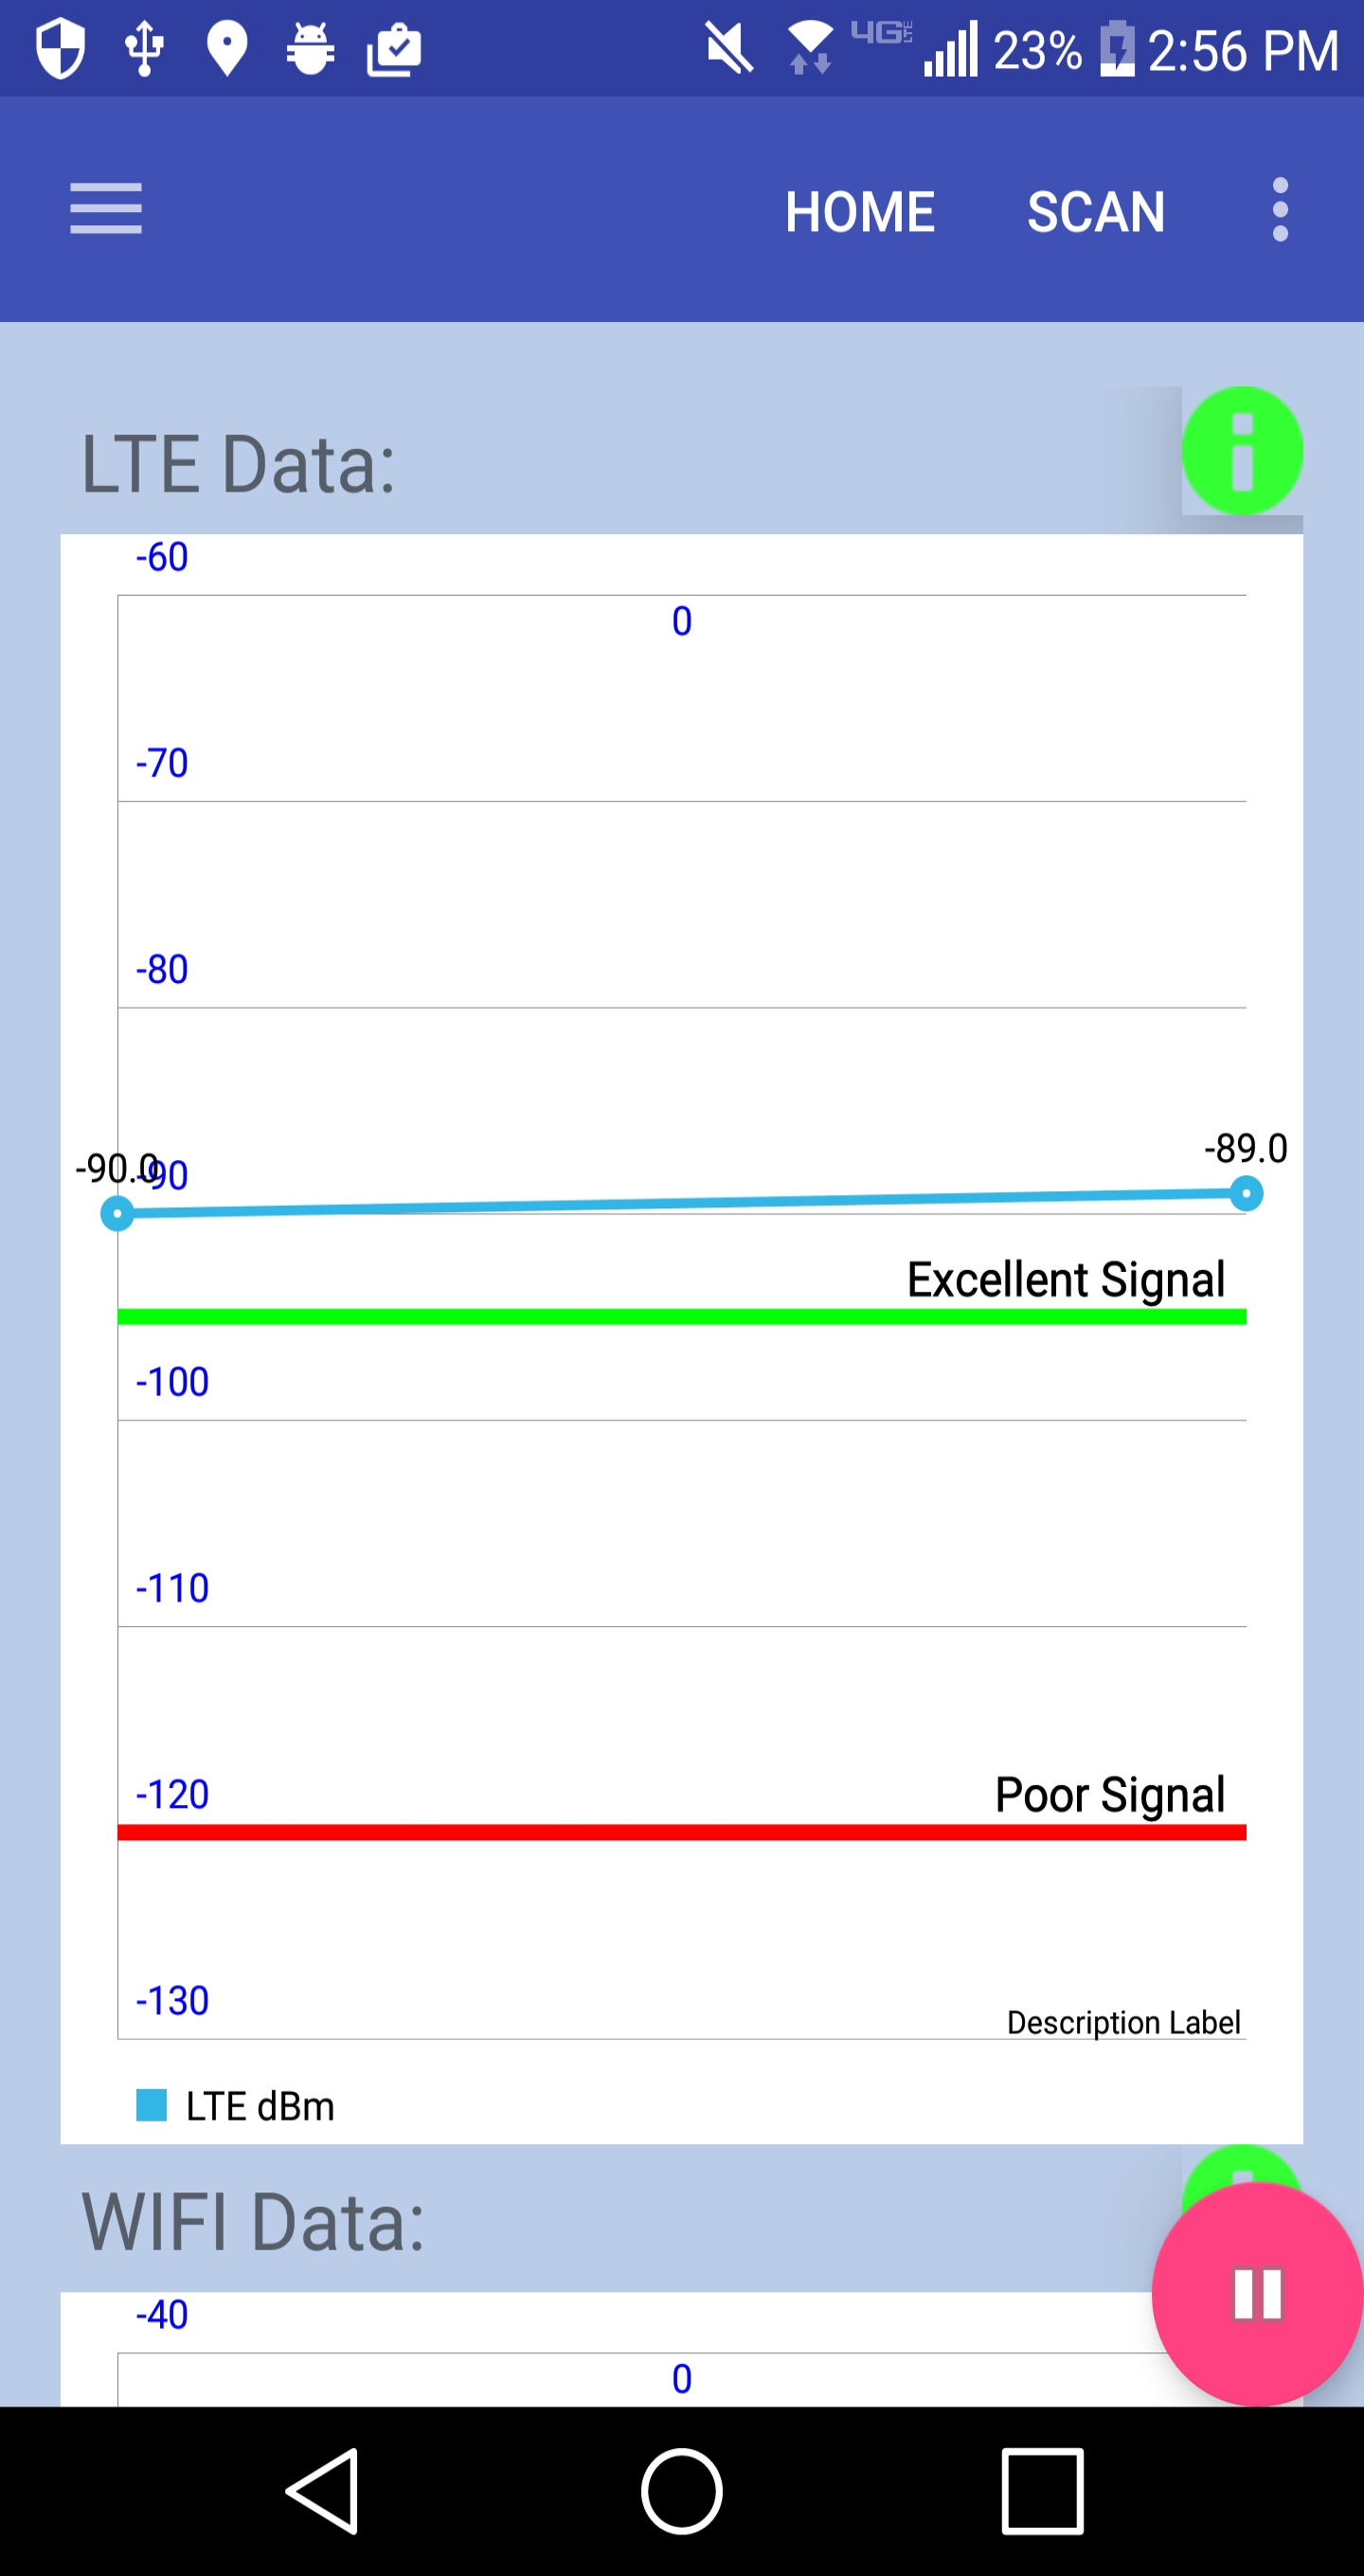 4G LTE 23% 2:56 PM
HOME SCAN
LTE Data:
-60
0
-70
-80
-90.0
-90
-89.0
Excellent Signal
-100
-110
-120
Poor Signal
-130
Description Label
LTE dBm
WIFI Data:
-40
0